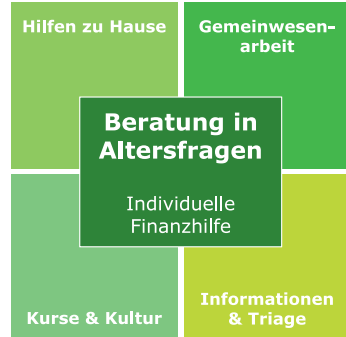 Hilfen zu Hause
Gemeinwesen-
arbeit
Beratung in
Altersfragen
Individuelle
Finanzhilfe
Kurse & Kultur
Informationen
& Triage